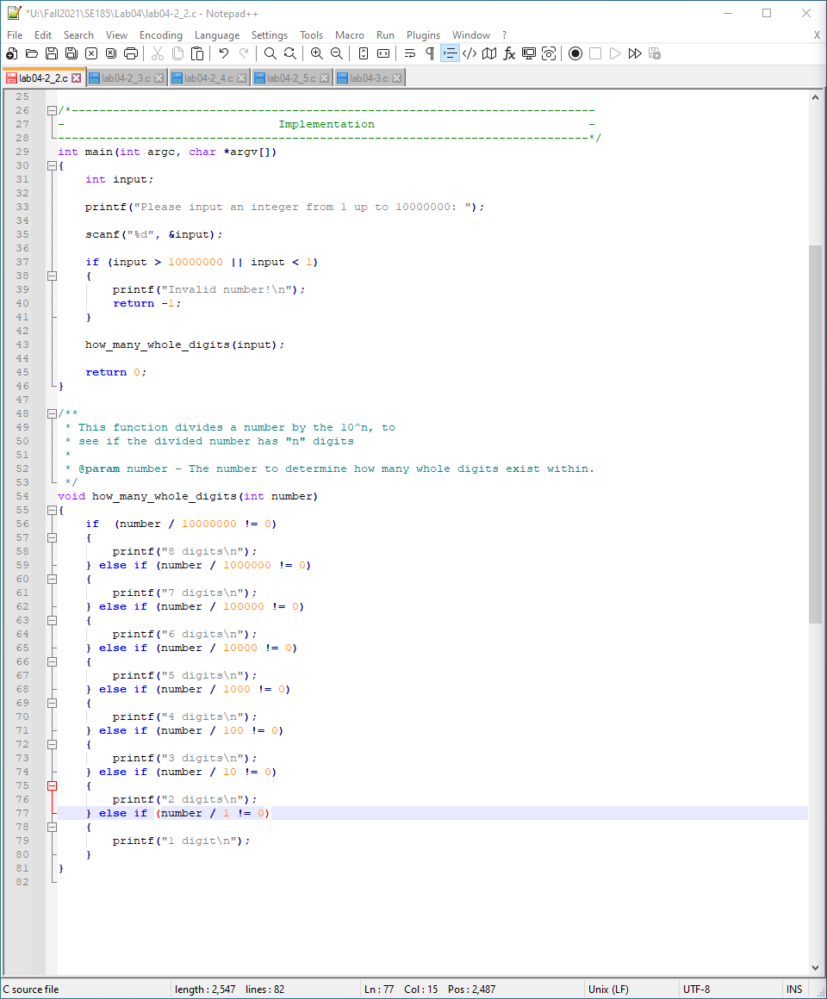 *U:\Fall2021\SE185\Lab04\lab04-2_2.c - Notepad++
File Edit Search View Encoding Language Settings Tools Macro Run Plugins Window ? X
lab04-2_2.c lab04-2_3.c lab04-2_4.c lab04-2_5.c lab04-3.c
25
26 /*----------------------------------------------------------------------------
27 - Implementation -
28 -----------------------------------------------------------------------------*/
29 int main(int argc, char *argv[])
30 {
31 int input;
32
33 printf("Please input an integer from 1 up to 10000000: ");
34
35 scanf("%d", &input);
36
37 if (input > 10000000 || input < 1)
38 {
39 printf("Invalid number!\n");
40 return -1;
41 }
42
43 how_many_whole_digits(input);
44
45 return 0;
46 }
47
48 /**
49 * This function divides a number by the 10^n, to
50 * see if the divided number has "n" digits
51 *
52 * @param number - The number to determine how many whole digits exist within.
53 */
54 void how_many_whole_digits(int number)
55 {
56 if  (number / 10000000 != 0)
57 {
58 printf("8 digits\n");
59 } else if (number / 1000000 != 0)
60 {
61 printf("7 digits\n");
62 } else if (number / 100000 != 0)
63 {
64 printf("6 digits\n");
65 } else if (number / 10000 != 0)
66 {
67 printf("5 digits\n");
68 } else if (number / 1000 != 0)
69 {
70 printf("4 digits\n");
71 } else if (number / 100 != 0)
72 {
73 printf("3 digits\n");
74 } else if (number / 10 != 0)
75 {
76 printf("2 digits\n");
77 } else if (number / 1 != 0)
78 {
79 printf("1 digit\n");
80 }
81 }
82
C source file length : 2,547 lines : 82 Ln : 77 Col : 15 Pos : 2,487 Unix (LF) UTF-8 INS